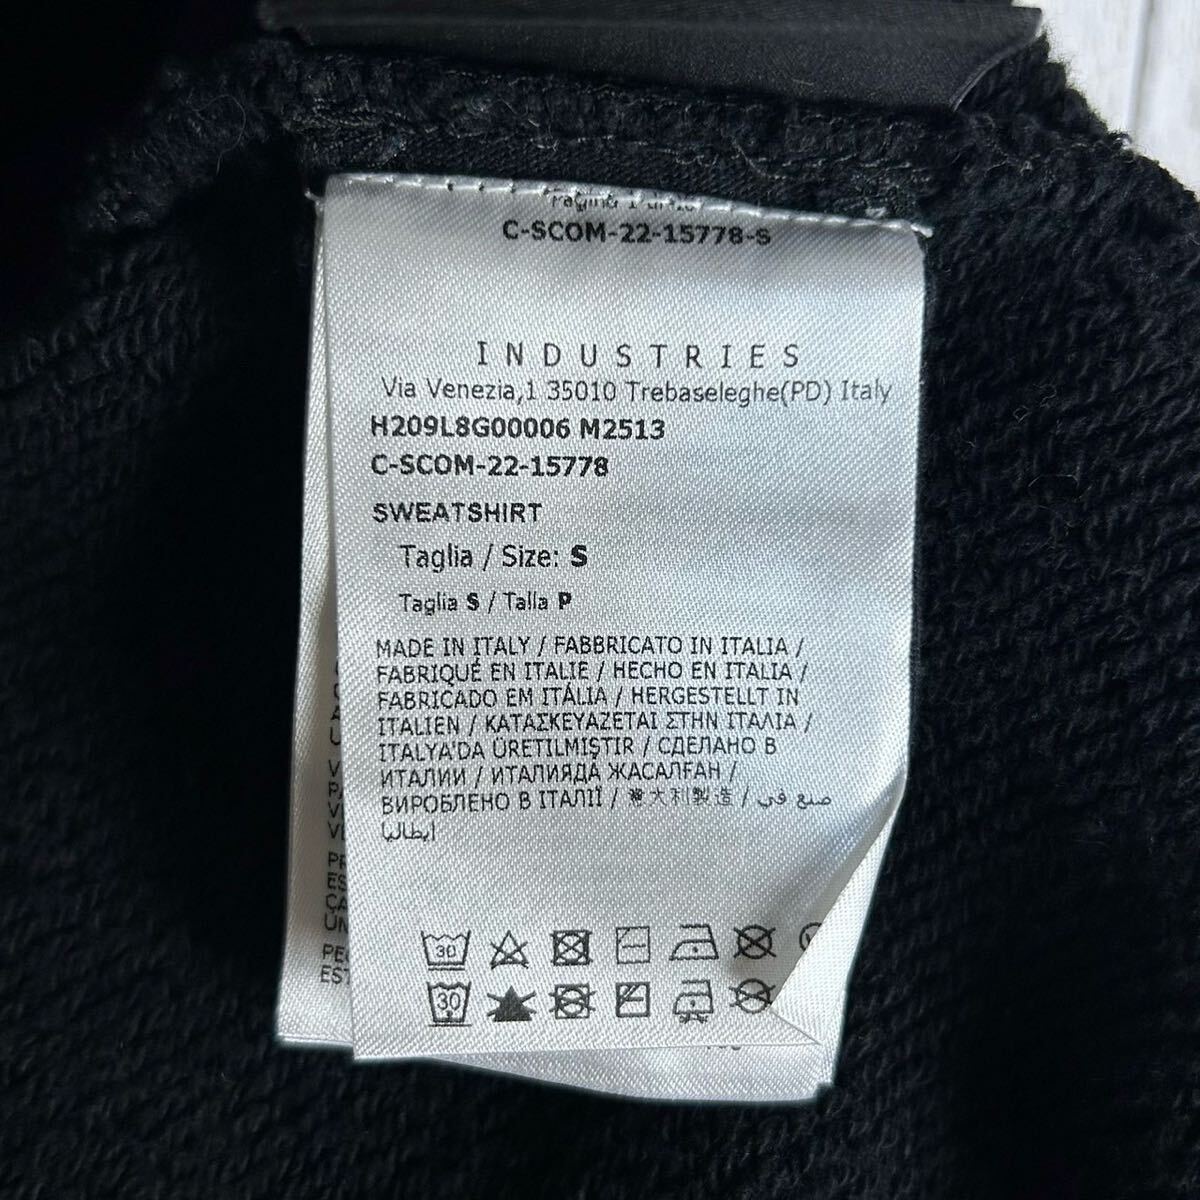 C-SCOM-22-15778-S
INDUSTRIES
Via Venezia,1 35010 Trebaseleghe(PD) Italy
H209L8G00006 M2513
C-SCOM-22-15778
SWEATSHIRT
Taglia / Size: S
Taglia S / Talla P
MADE IN ITALY / FABBRICATO IN ITALIA /
FABRIQUÉ EN ITALIE / HECHO EN ITALIA /
FABRICADO EM ITÁLIA / HERGESTELLT IN
ITALIEN / ΚΑΤΑΣΚΕΥΑΖΕΤΑΙ ΣΤΗΝ ΙΤΑΛΙΑ /
ITALYA'DA ÜRETILMIŞTIR / СДЕЛАНО В
ИТАЛИИ / ИТАЛИЯДА ЖАСАЛҒАН /
ВИРОБЛЕНО В ІТАЛІЇ / 大利製造 / صنع في
ايطاليا
30
30